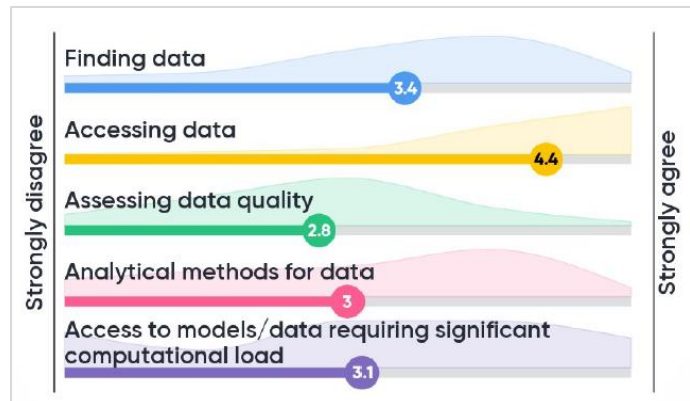 Strongly disagree
Finding data
3.4
Accessing data
4.4
Assessing data quality
2.8
Analytical methods for data
3
Access to models/data requiring significant
computational load
3.1
Strongly agree